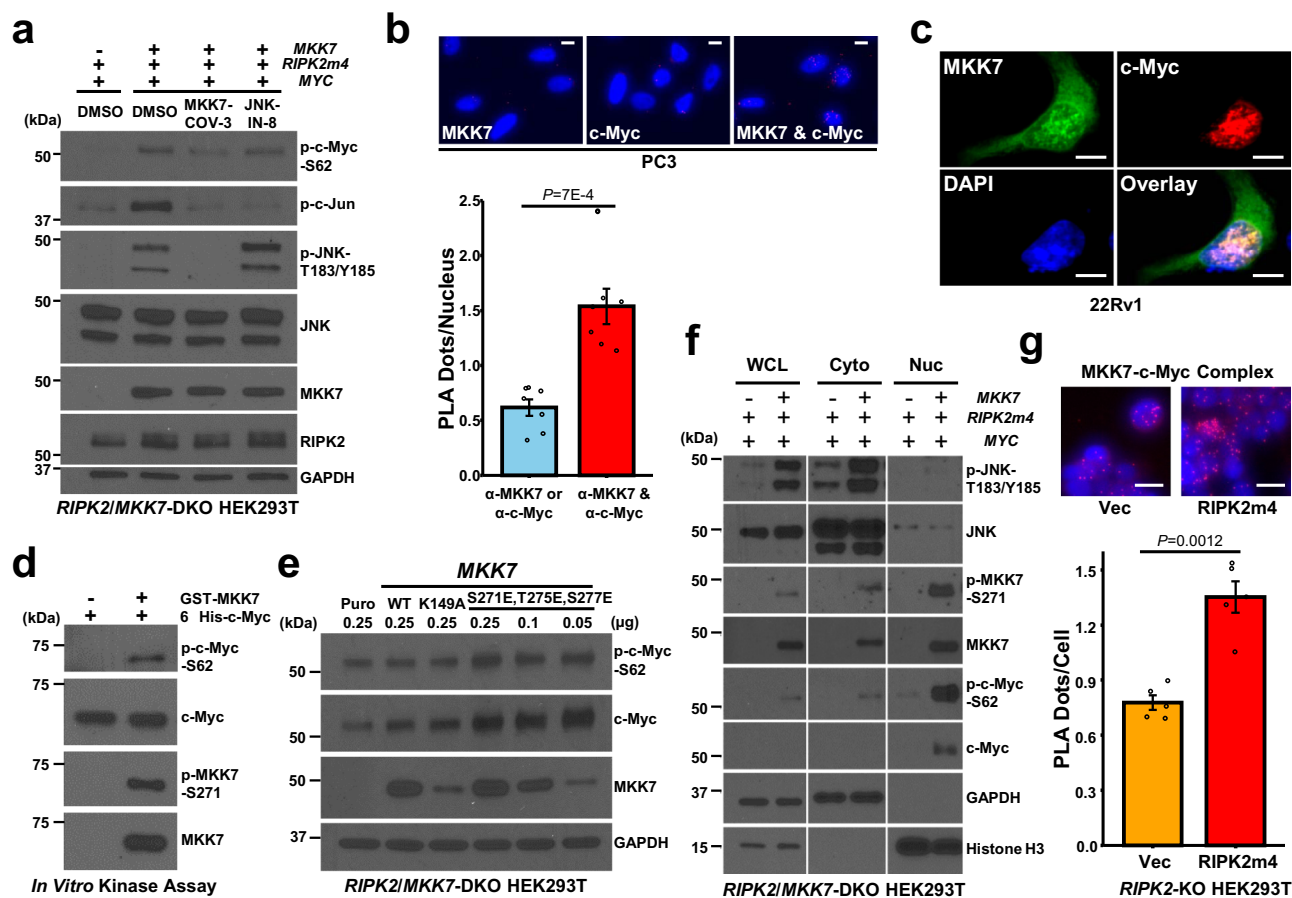 a
- + + + MKK7
+ + + + RIPK2m4
+ + + + MYC
(kDa) DMSO DMSO MKK7-COV-3 JNK-IN-8
50 p-c-Myc
-S62
37 p-c-Jun
50 p-JNK-
T183/Y185
50 JNK
50 MKK7
50 RIPK2
37 GAPDH
RIPK2/MKK7-DKO HEK293T
b
MKK7 c-Myc MKK7 & c-Myc
PC3
P=7E-4
PLA Dots/Nucleus
2.5
2.0
1.5
1.0
0.5
0.0
α-MKK7 or
α-c-Myc
α-MKK7 &
α-c-Myc
c
MKK7 c-Myc
DAPI Overlay
22Rv1
d
- + GST-MKK7
+ + 6 His-c-Myc
(kDa)
75 p-c-Myc
-S62
75 c-Myc
75 p-MKK7
-S271
75 MKK7
In Vitro Kinase Assay
e
MKK7
Puro WT K149A S271E,T275E,S277E
(kDa) 0.25 0.25 0.25 0.25 0.1 0.05 (µg)
50 p-c-Myc
-S62
50 c-Myc
50 MKK7
37 GAPDH
RIPK2/MKK7-DKO HEK293T
f
WCL Cyto Nuc
- + - + - + MKK7
+ + + + + + RIPK2m4
+ + + + + + MYC
(kDa)
50 p-JNK-
T183/Y185
50 JNK
50 p-MKK7
-S271
50 MKK7
50 p-c-Myc
-S62
50 c-Myc
37 GAPDH
15 Histone H3
RIPK2/MKK7-DKO HEK293T
g
MKK7-c-Myc Complex
Vec RIPK2m4
P=0.0012
PLA Dots/Cell
1.5
1.2
0.9
0.6
0.3
0.0
Vec RIPK2m4
RIPK2-KO HEK293T